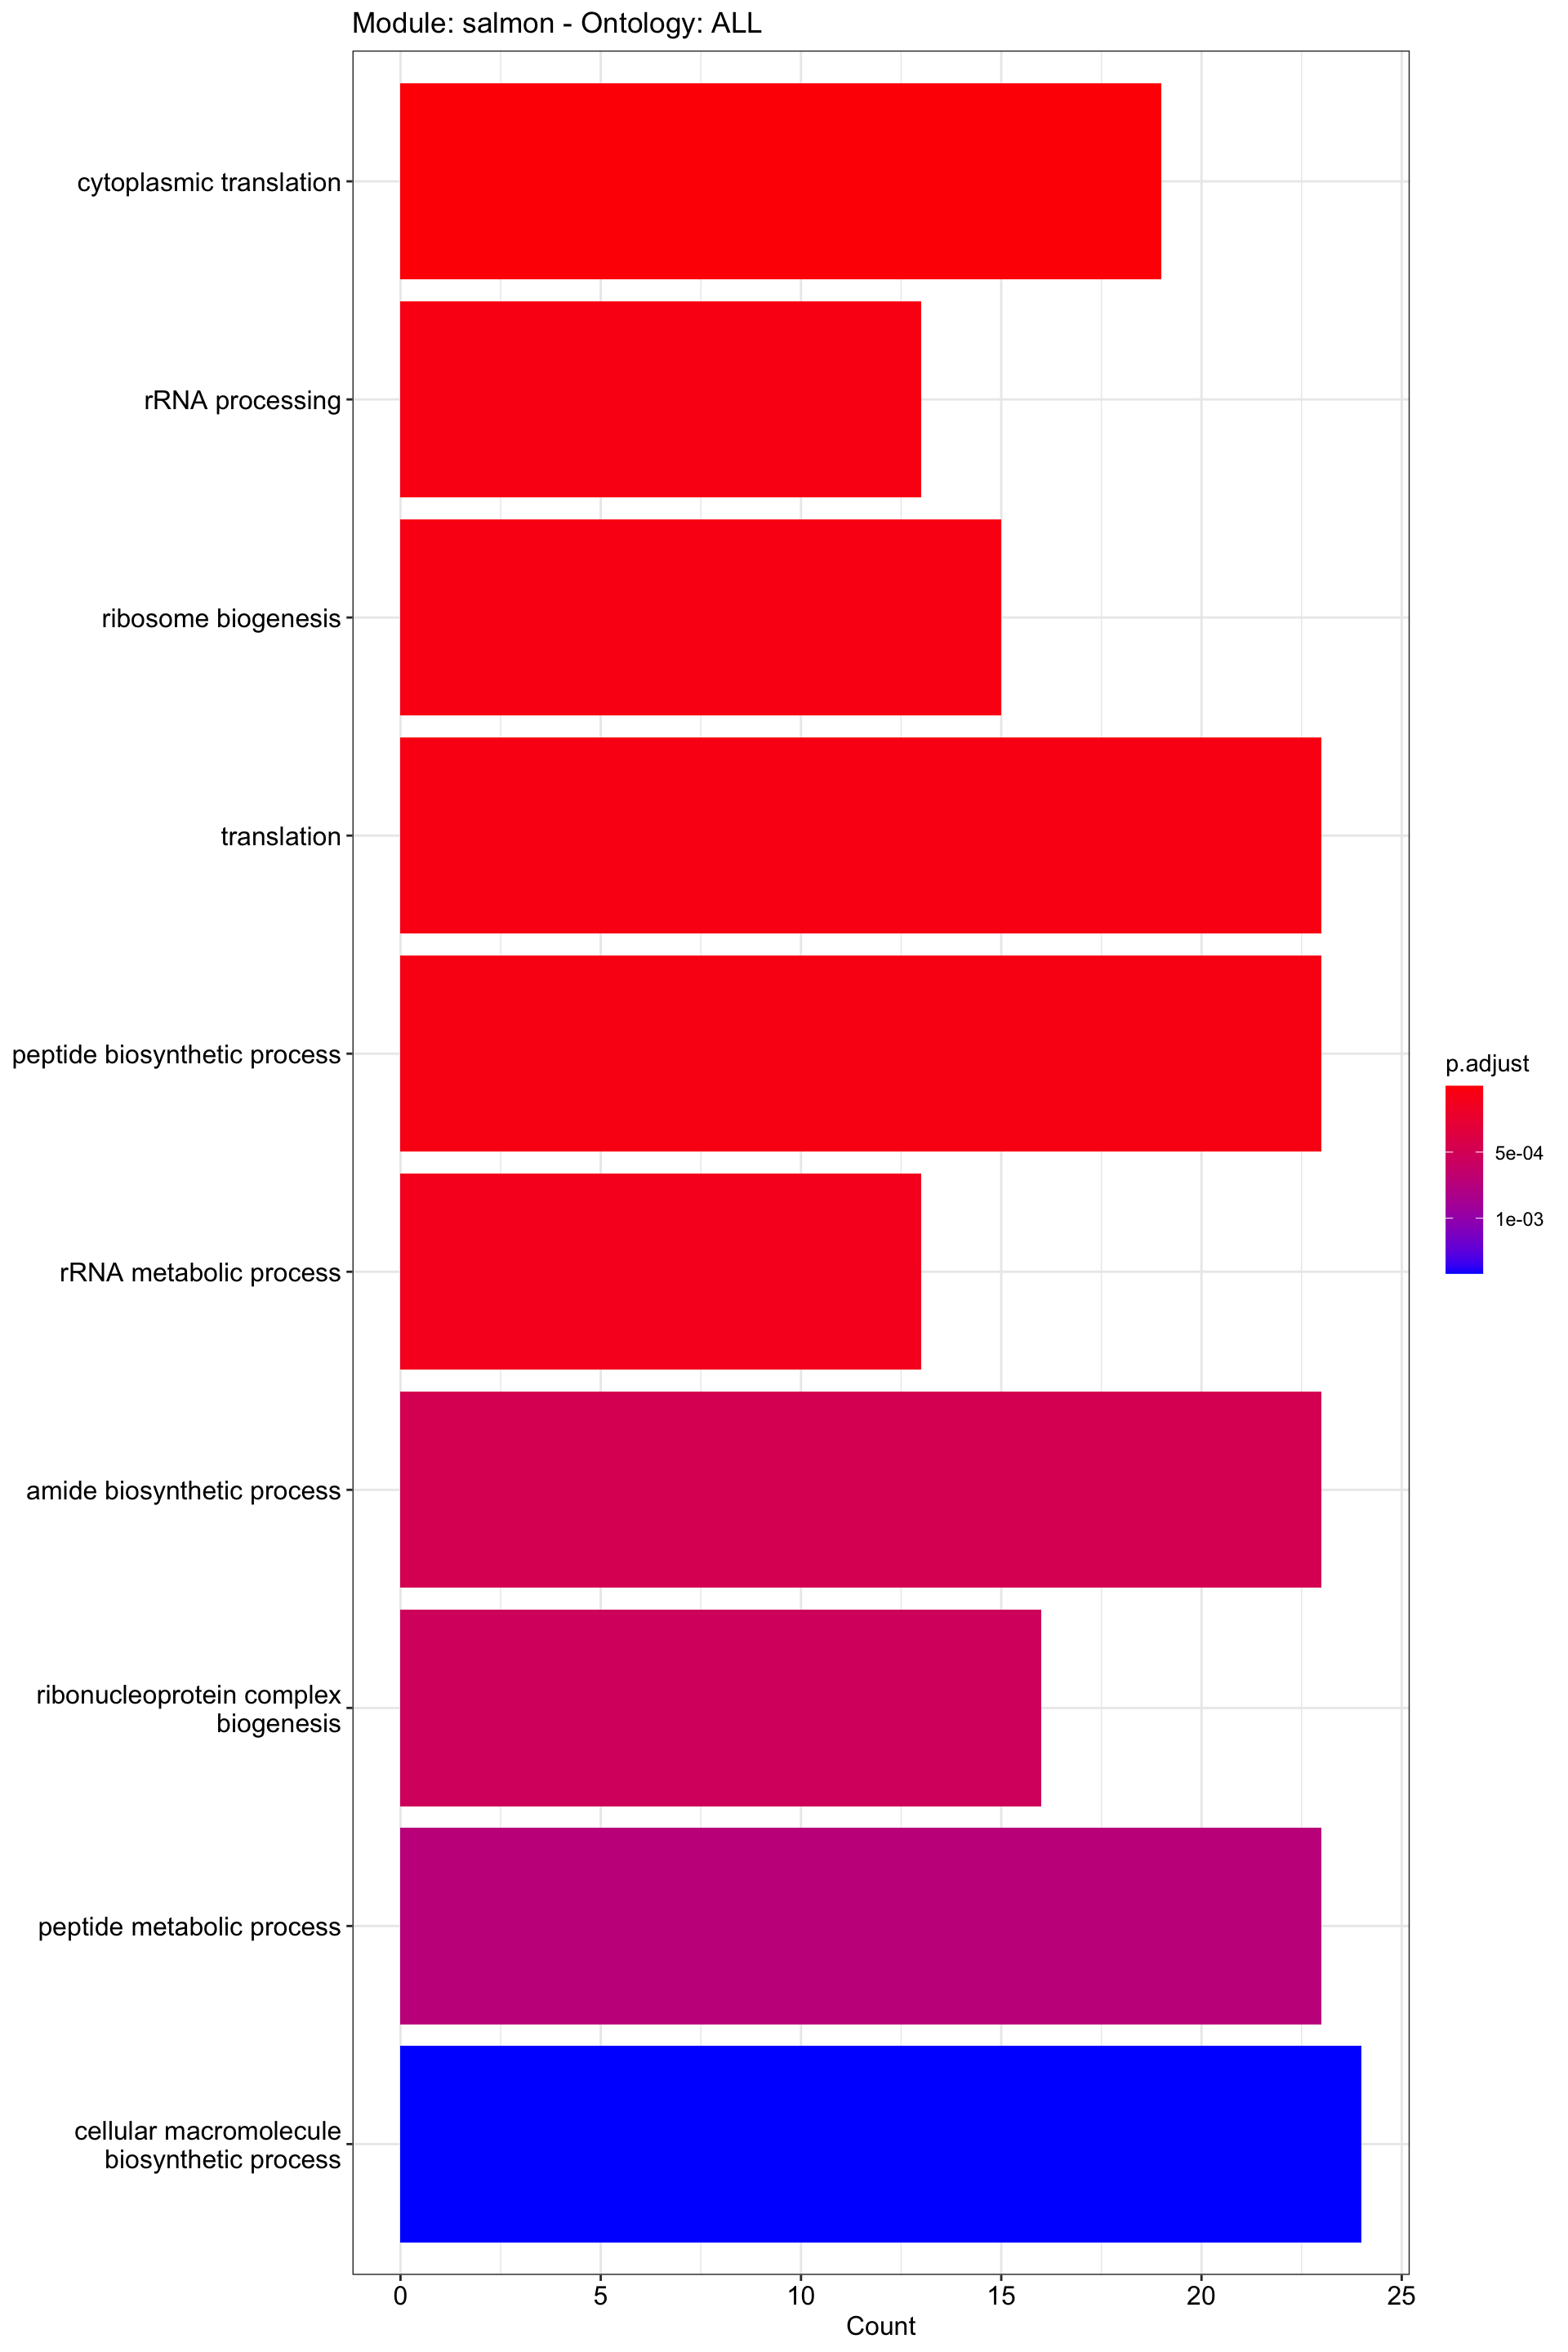 Module: salmon - Ontology: ALL
cytoplasmic translation
rRNA processing
ribosome biogenesis
translation
peptide biosynthetic process
rRNA metabolic process
amide biosynthetic process
ribonucleoprotein complex
biogenesis
peptide metabolic process
cellular macromolecule
biosynthetic process
0 5 10 15 20 25
Count
p.adjust
5e-04
1e-03